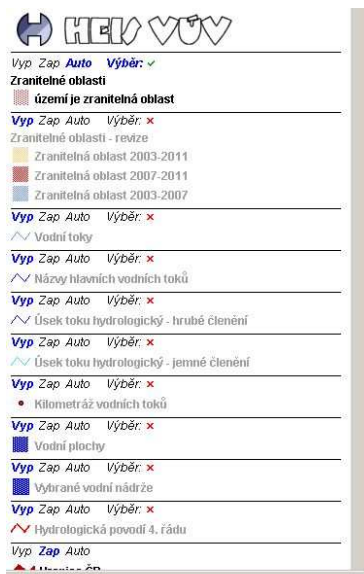 HEIS VÚV
Vyp Zap Auto Výběr: ✓
Zranitelné oblasti
území je zranitelná oblast
Vyp Zap Auto Výběr: ×
Zranitelné oblasti - revize
Zranitelná oblast 2003-2011
Zranitelná oblast 2007-2011
Zranitelná oblast 2003-2007
Vyp Zap Auto Výběr: ×
Vodní toky
Vyp Zap Auto Výběr: ×
Názvy hlavních vodních toků
Vyp Zap Auto Výběr: ×
Úsek toku hydrologický - hrubé členění
Vyp Zap Auto Výběr: ×
Úsek toku hydrologický - jemné členění
Vyp Zap Auto Výběr: ×
Kilometráž vodních toků
Vyp Zap Auto Výběr: ×
Vodní plochy
Vyp Zap Auto Výběr: ×
Vybrané vodní nádrže
Vyp Zap Auto Výběr: ×
Hydrologická povodí 4. řádu
Vyp Zap Auto